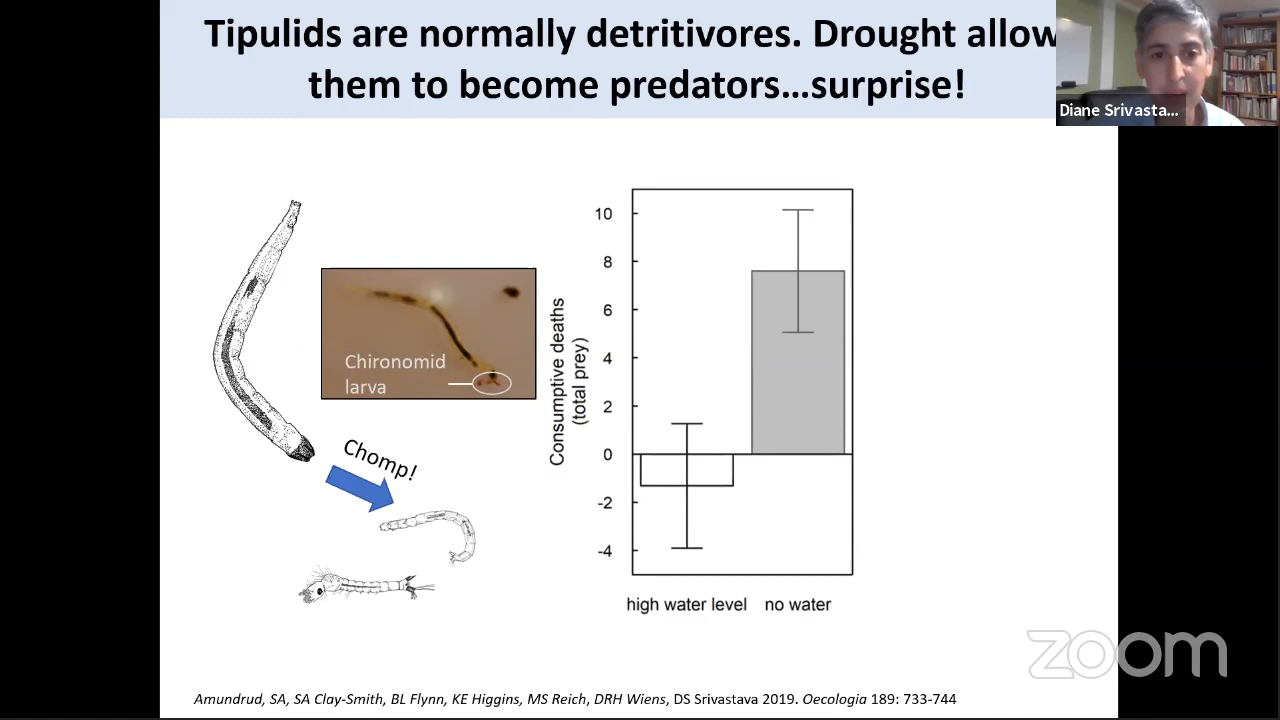 Tipulids are normally detritivores. Drought allow
them to become predators...surprise!
Diane Srivasta...
Chironomid
larva
Chomp!
Consumptive deaths
(total prey)
10
8
6
4
2
0
-2
-4
high water level no water
zoom
Amundrud, SA, SA Clay-Smith, BL Flynn, KE Higgins, MS Reich, DRH Wiens, DS Srivastava 2019. Oecologia 189: 733-744